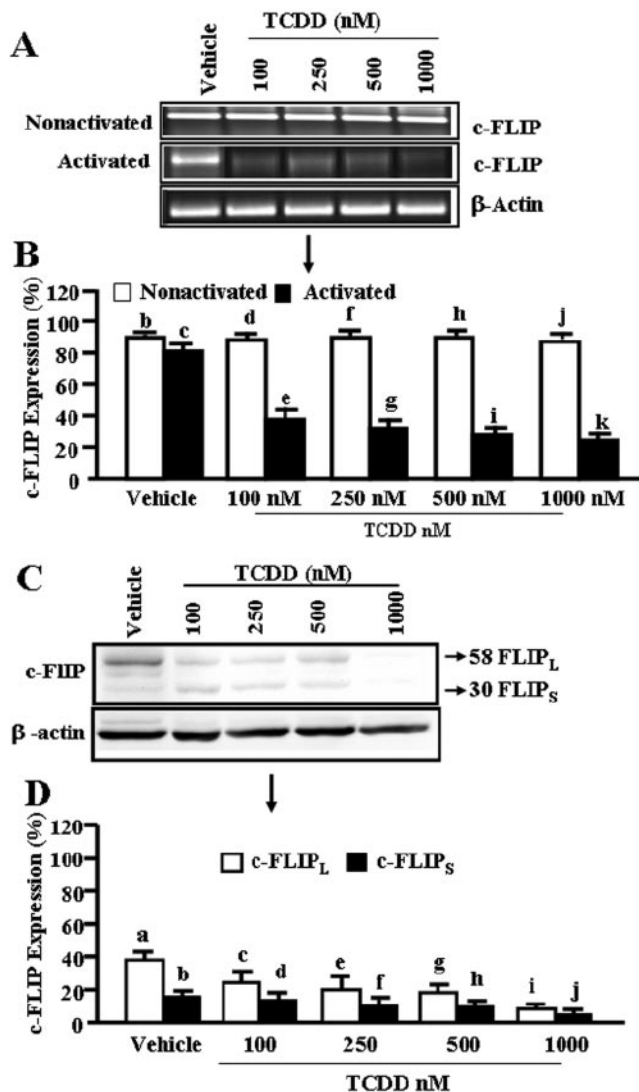 A
TCDD (nM)
Vehicle
100
250
500
1000
Nonactivated
c-FLIP
Activated
c-FLIP
β-Actin
B
c-FLIP Expression (%)
120
100
80
60
40
20
0
Nonactivated
Activated
b
c
d
e
f
g
h
i
j
k
Vehicle
100 nM
250 nM
500 nM
1000 nM
TCDD nM
C
TCDD (nM)
Vehicle
100
250
500
1000
c-FlIP
58 FLIPL
30 FLIPS
β -actin
D
c-FLIP Expression (%)
120
100
80
60
40
20
0
c-FLIPL
c-FLIPS
a
b
c
d
e
f
g
h
i
j
Vehicle
100
250
500
1000
TCDD nM